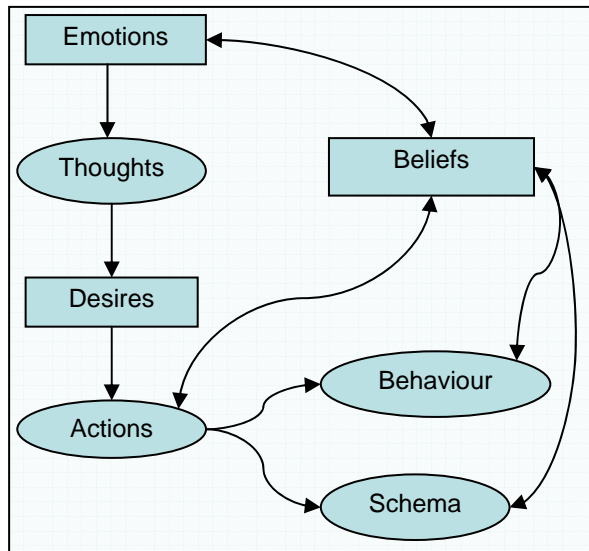 Emotions
Thoughts
Beliefs
Desires
Behaviour
Actions
Schema